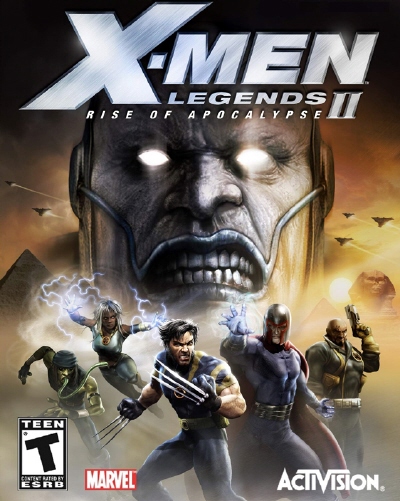 X-MEN
LEGENDS II
RISE OF APOCALYPSE
TEEN
T
CONTENT RATED BY
ESRB
MARVEL
ACTIVISION